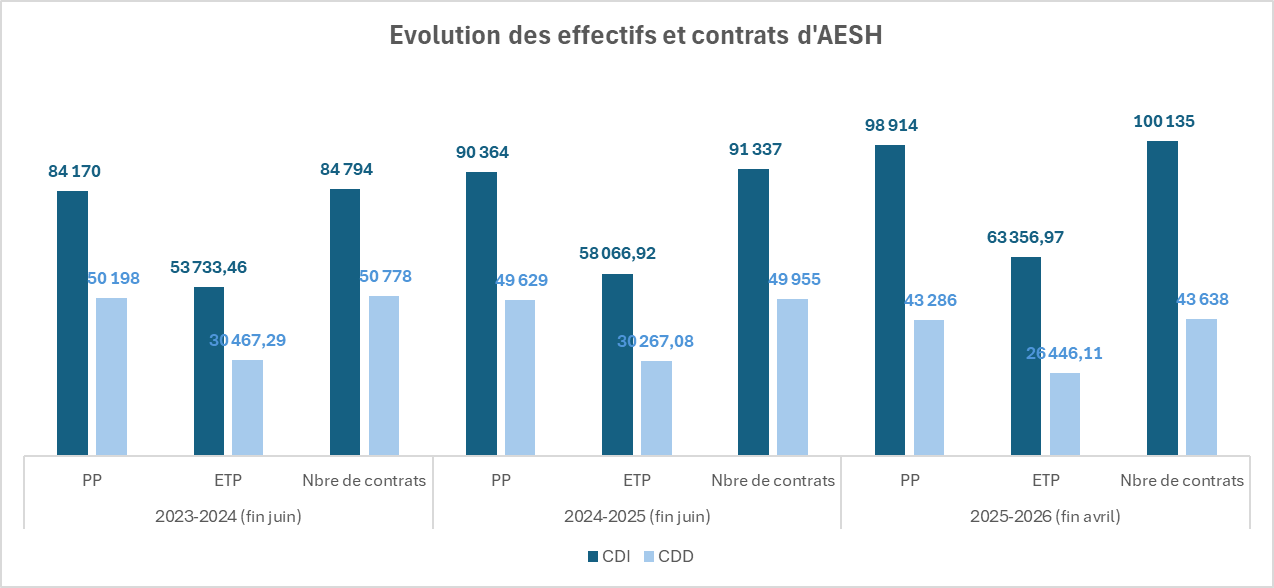 Evolution des effectifs et contrats d'AESH
84 170
50 198
53 733,46
30 467,29
84 794
50 778
90 364
49 629
58 066,92
30 267,08
91 337
49 955
98 914
43 286
63 356,97
26 446,11
100 135
43 638
PP
ETP
Nbre de contrats
PP
ETP
Nbre de contrats
PP
ETP
Nbre de contrats
2023-2024 (fin juin)
2024-2025 (fin juin)
2025-2026 (fin avril)
CDI
CDD